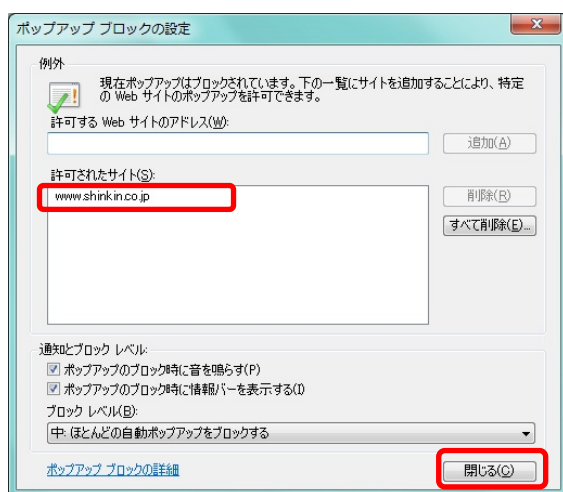 ポップアップ ブロックの設定
例外
現在ポップアップはブロックされています。下の一覧にサイトを追加することにより、特定
の Web サイトのポップアップを許可できます。
許可する Web サイトのアドレス(W):
追加(A)
許可されたサイト(S):
www.shinkin.co.jp
削除(R)
すべて削除(E)...
通知とブロック レベル:
ポップアップのブロック時に音を鳴らす(P)
ポップアップのブロック時に情報バーを表示する(I)
ブロック レベル(B):
中: ほとんどの自動ポップアップをブロックする
ポップアップ ブロックの詳細
閉じる(C)